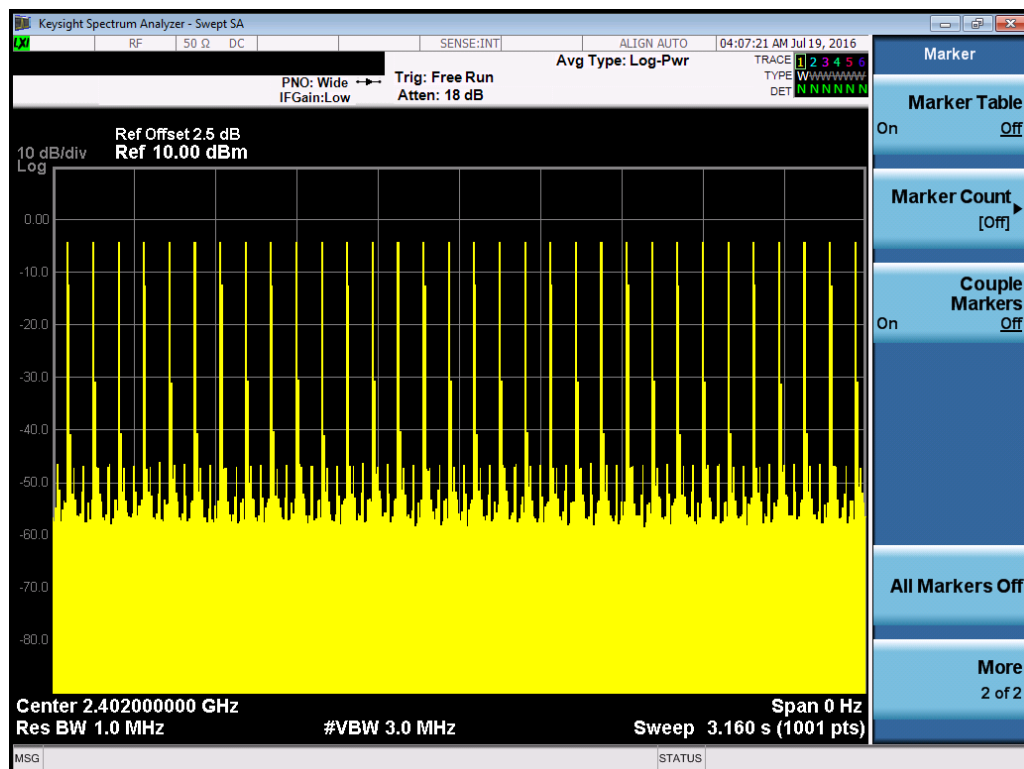 Keysight Spectrum Analyzer - Swept SA
LXI RF 50 Ω DC SENSE:INT ALIGN AUTO 04:07:21 AM Jul 19, 2016
PNO: Wide
IFGain:Low
Trig: Free Run
Atten: 18 dB
Avg Type: Log-Pwr
TRACE 1 2 3 4 5 6
TYPE WWWWWW
DET N N N N N N
10 dB/div
Log
Ref Offset 2.5 dB
Ref 10.00 dBm
0.00
-10.0
-20.0
-30.0
-40.0
-50.0
-60.0
-70.0
-80.0
Center 2.402000000 GHz
Span 0 Hz
Res BW 1.0 MHz
#VBW 3.0 MHz
Sweep 3.160 s (1001 pts)
MSG
STATUS
Marker
Marker Table
On Off
Marker Count
[Off]
Couple
Markers
On Off
All Markers Off
More
2 of 2